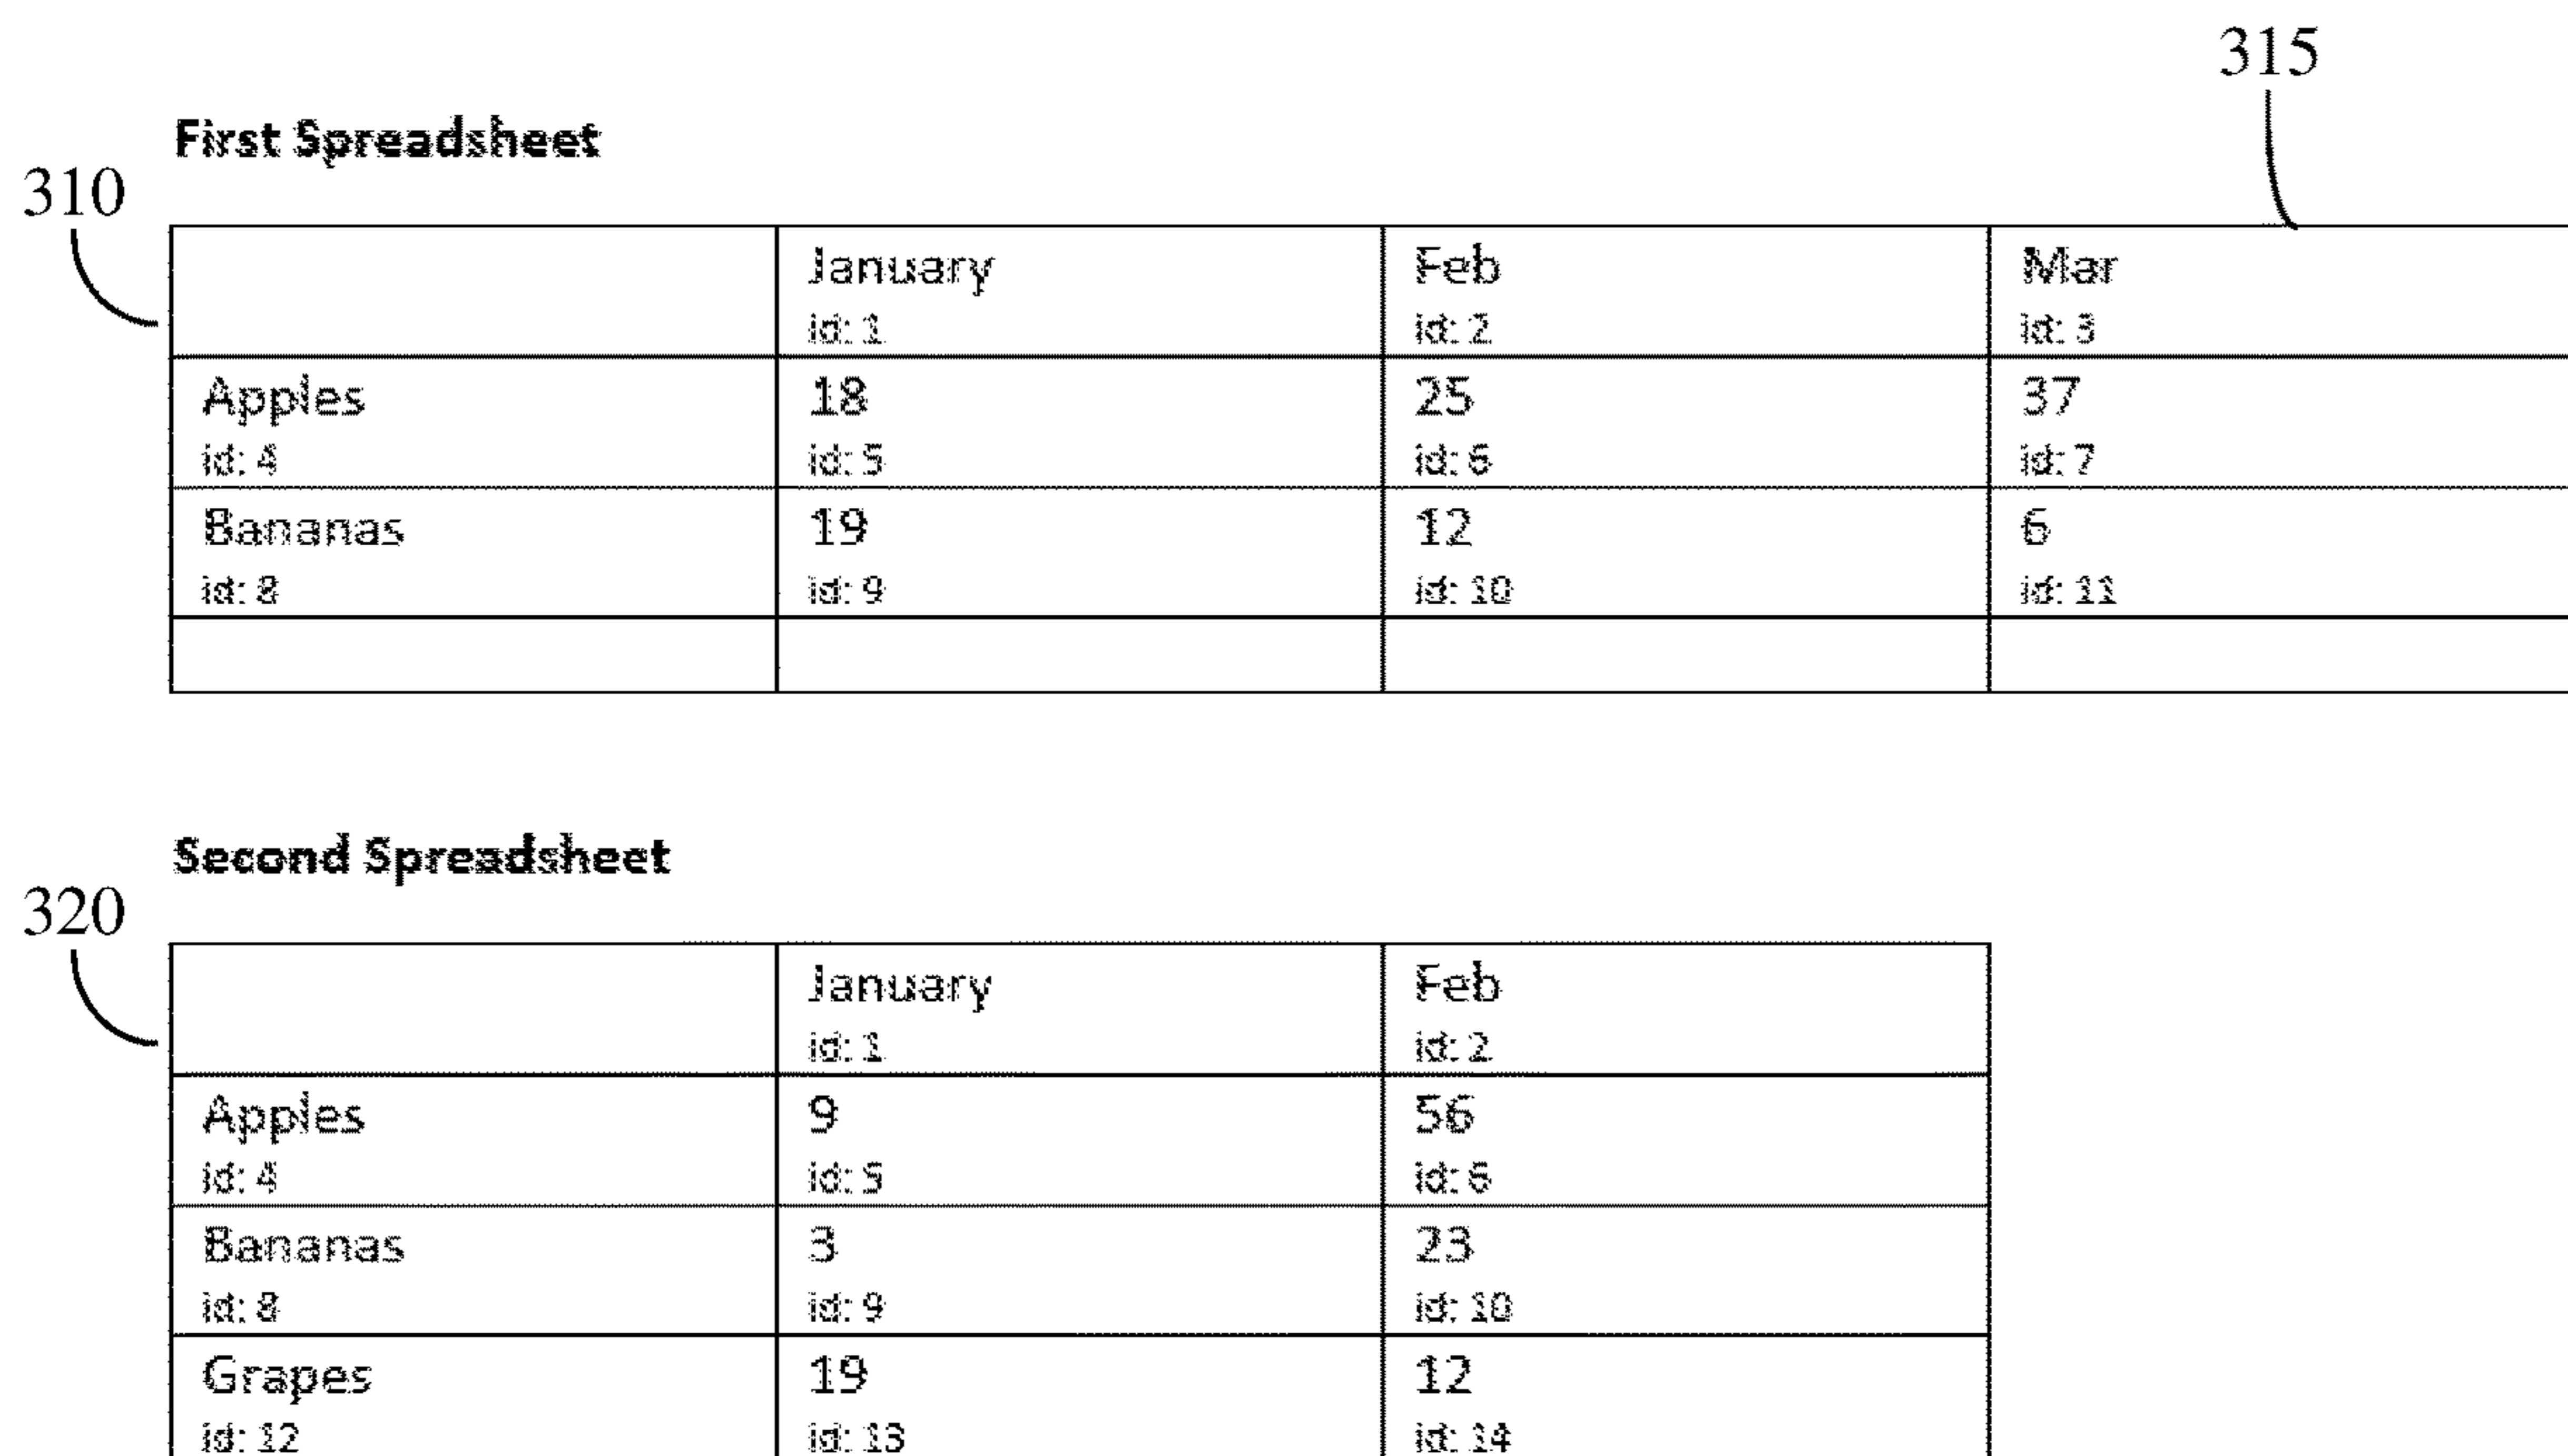 315
First Spreadsheet
310
January Feb Mar
id: 1 id: 2 id: 3
Apples 18 25 37
id: 4 id: 5 id: 6 id: 7
Bananas 19 12 6
id: 8 id: 9 id: 10 id: 11
Second Spreadsheet
320
January Feb
id: 1 id: 2
Apples 9 56
id: 4 id: 5 id: 6
Bananas 3 23
id: 8 id: 9 id: 10
Grapes 19 12
id: 12 id: 13 id: 14